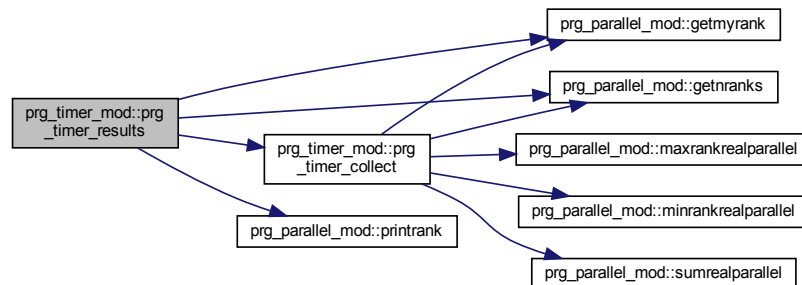 prg_timer_mod::prg
_timer_results
prg_timer_mod::prg
_timer_collect
prg_parallel_mod::printrank
prg_parallel_mod::getmyrank
prg_parallel_mod::getnranks
prg_parallel_mod::maxrankrealparallel
prg_parallel_mod::minrankrealparallel
prg_parallel_mod::sumrealparallel